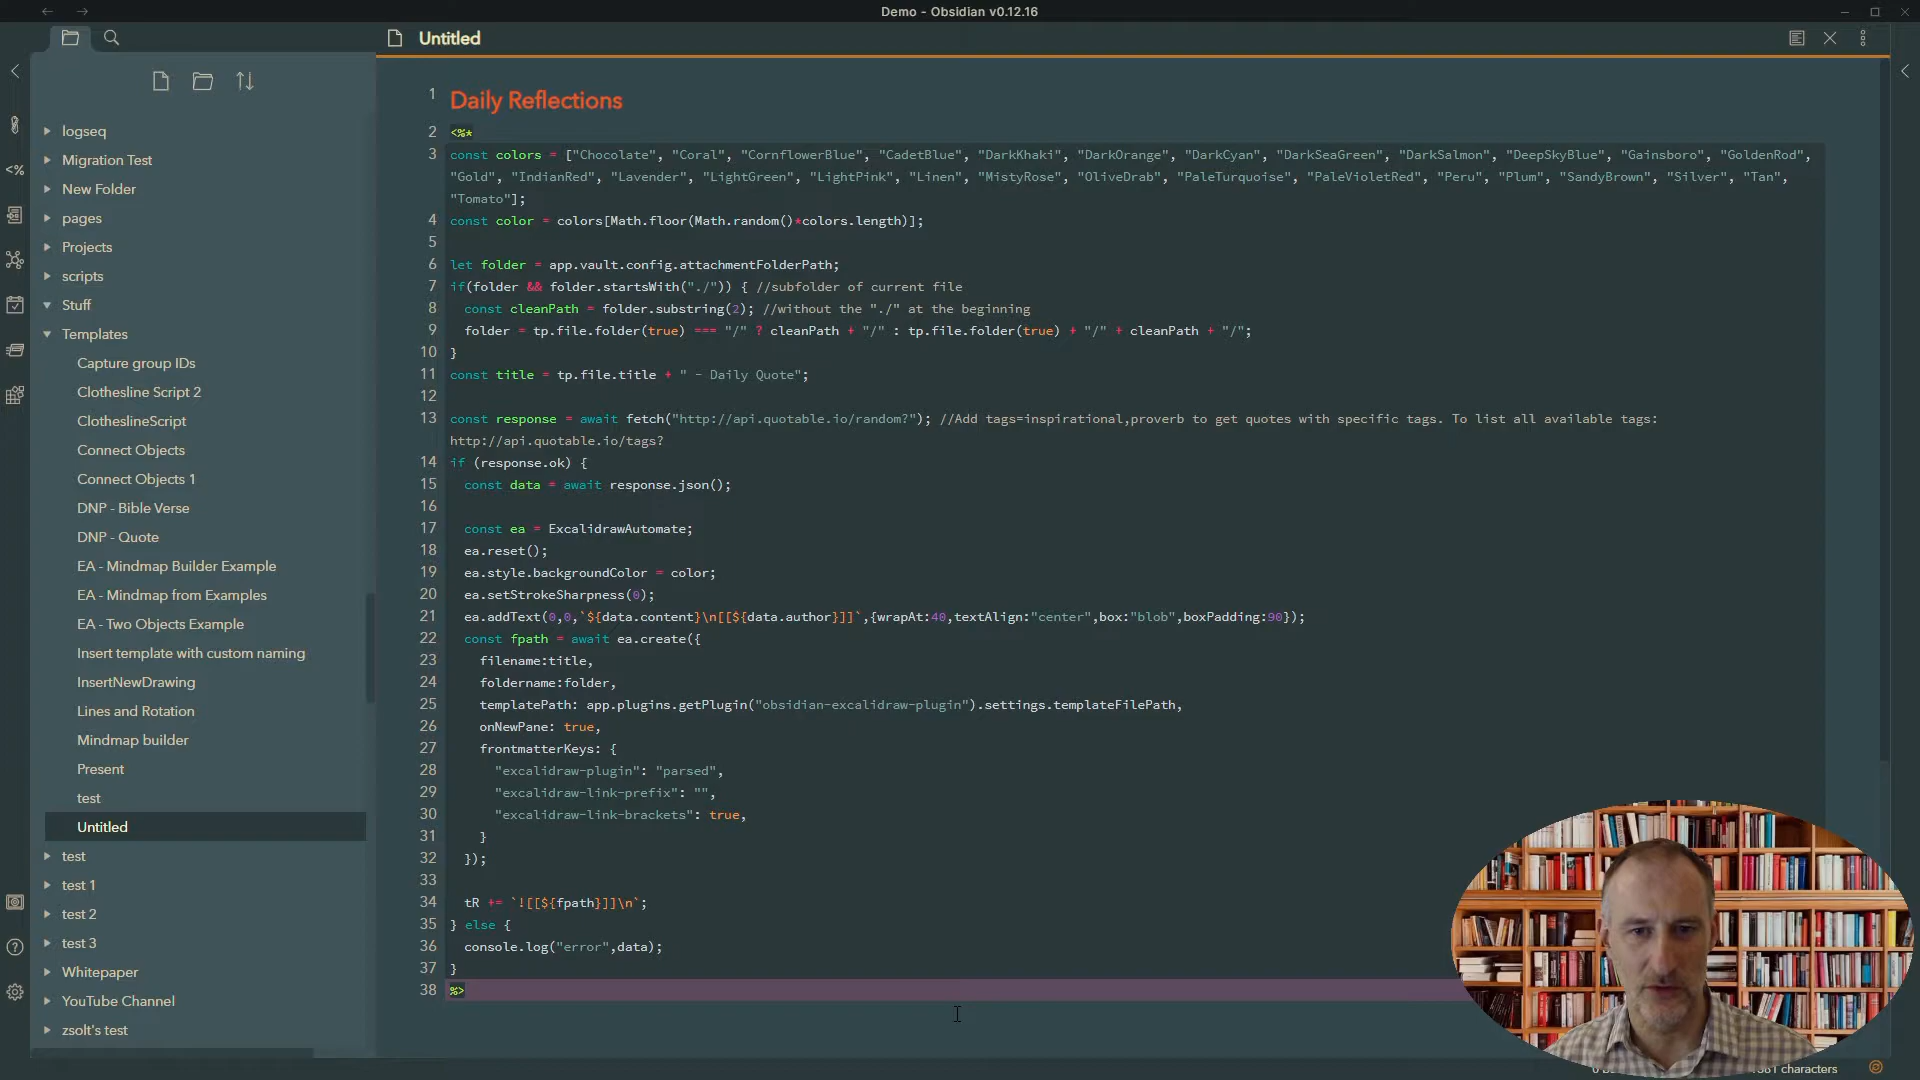 Demo - Obsidian v0.12.16
Untitled
logseq
Migration Test
New Folder
pages
Projects
scripts
Stuff
Templates
Capture group IDs
Clothesline Script 2
ClotheslineScript
Connect Objects
Connect Objects 1
DNP - Bible Verse
DNP - Quote
EA - Mindmap Builder Example
EA - Mindmap from Examples
EA - Two Objects Example
Insert template with custom naming
InsertNewDrawing
Lines and Rotation
Mindmap builder
Present
test
Untitled
test
test 1
test 2
test 3
Whitepaper
YouTube Channel
zsolt's test
<%
1 Daily Reflections
2 <%*
3 const colors = ["Chocolate", "Coral", "CornflowerBlue", "CadetBlue", "DarkKhaki", "DarkOrange", "DarkCyan", "DarkSeaGreen", "DarkSalmon", "DeepSkyBlue", "Gainsboro", "GoldenRod",
"Gold", "IndianRed", "Lavender", "LightGreen", "LightPink", "Linen", "MistyRose", "OliveDrab", "PaleTurquoise", "PaleVioletRed", "Peru", "Plum", "SandyBrown", "Silver", "Tan",
"Tomato"];
4 const color = colors[Math.floor(Math.random()*colors.length)];
5
6 let folder = app.vault.config.attachmentFolderPath;
7 if(folder && folder.startsWith("./")) { //subfolder of current file
8 const cleanPath = folder.substring(2); //without the "./" at the beginning
9 folder = tp.file.folder(true) === "/" ? cleanPath + "/" : tp.file.folder(true) + "/" + cleanPath + "/";
10 }
11 const title = tp.file.title + " - Daily Quote";
12
13 const response = await fetch("http://api.quotable.io/random?"); //Add tags=inspirational,proverb to get quotes with specific tags. To list all available tags:
http://api.quotable.io/tags?
14 if (response.ok) {
15 const data = await response.json();
16
17 const ea = ExcalidrawAutomate;
18 ea.reset();
19 ea.style.backgroundColor = color;
20 ea.setStrokeSharpness(0);
21 ea.addText(0,0,`${data.content}\n[[${data.author}]]`,{wrapAt:40,textAlign:"center",box:"blob",boxPadding:90});
22 const fpath = await ea.create({
23 filename:title,
24 foldername:folder,
25 templatePath: app.plugins.getPlugin("obsidian-excalidraw-plugin").settings.templateFilePath,
26 onNewPane: true,
27 frontmatterKeys: {
28 "excalidraw-plugin": "parsed",
29 "excalidraw-link-prefix": "",
30 "excalidraw-link-brackets": true,
31 }
32 });
33
34 tR += `![[${fpath}]]\n`;
35 } else {
36 console.log("error",data);
37 }
38 %>
characters